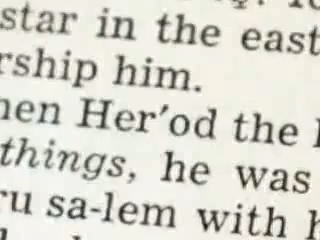 star in the east
rship him.
hen Her′od the
things, he was
ru sa-lem with h